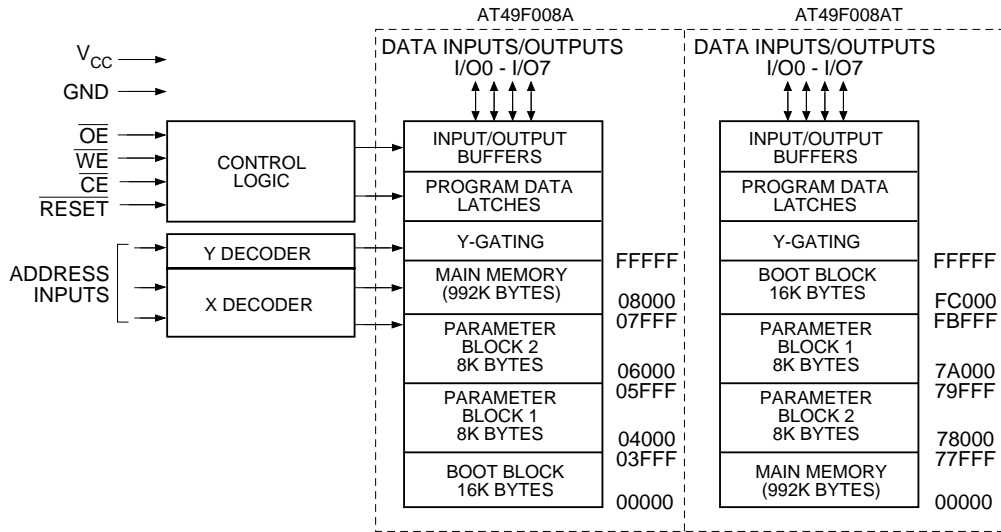 AT49F008A
AT49F008AT
VCC
GND
OE
WE
CE
RESET
CONTROL
LOGIC
ADDRESS
INPUTS
Y DECODER
X DECODER
DATA INPUTS/OUTPUTS
I/O0 - I/O7
INPUT/OUTPUT
BUFFERS
PROGRAM DATA
LATCHES
Y-GATING
MAIN MEMORY
(992K BYTES)
PARAMETER
BLOCK 2
8K BYTES
PARAMETER
BLOCK 1
8K BYTES
BOOT BLOCK
16K BYTES
FFFFF
08000
07FFF
06000
05FFF
04000
03FFF
00000
DATA INPUTS/OUTPUTS
I/O0 - I/O7
INPUT/OUTPUT
BUFFERS
PROGRAM DATA
LATCHES
Y-GATING
BOOT BLOCK
16K BYTES
PARAMETER
BLOCK 1
8K BYTES
PARAMETER
BLOCK 2
8K BYTES
MAIN MEMORY
(992K BYTES)
FFFFF
FC000
FBFFF
7A000
79FFF
78000
77FFF
00000